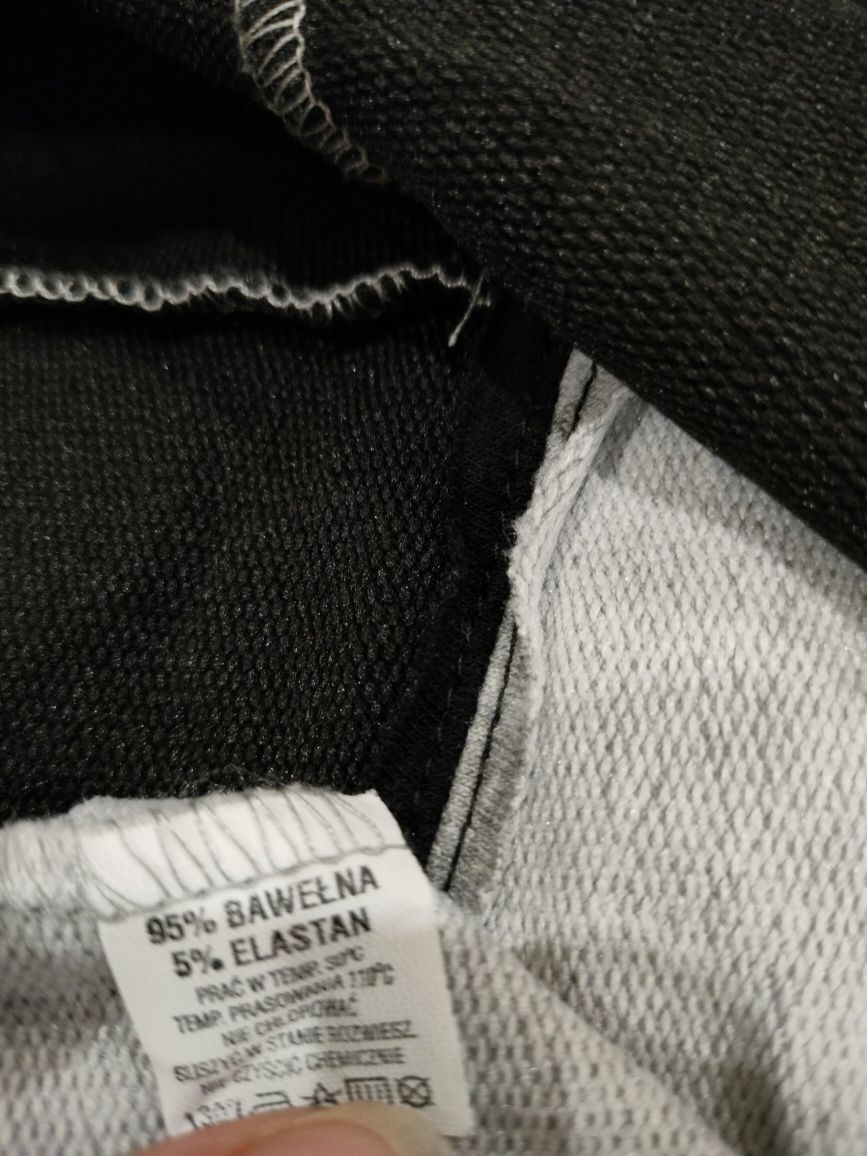 95% BAWEŁNA
5% ELASTAN
PRAĆ W TEMP. 30°C
TEMP. PRASOWANIA 110°C
NIE CHLOROWAĆ
SUSZYĆ W STANIE ROZWIESZ.
NIE CZYŚCIĆ CHEMICZNIE